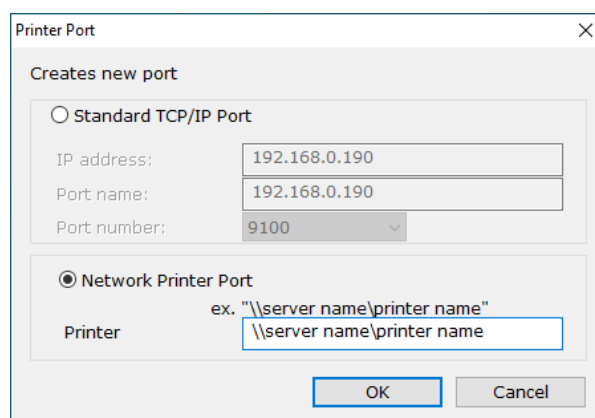 Printer Port
Creates new port
Standard TCP/IP Port
IP address: 192.168.0.190
Port name: 192.168.0.190
Port number: 9100
Network Printer Port
ex. "\\server name\printer name"
Printer \\server name\printer name
OK Cancel